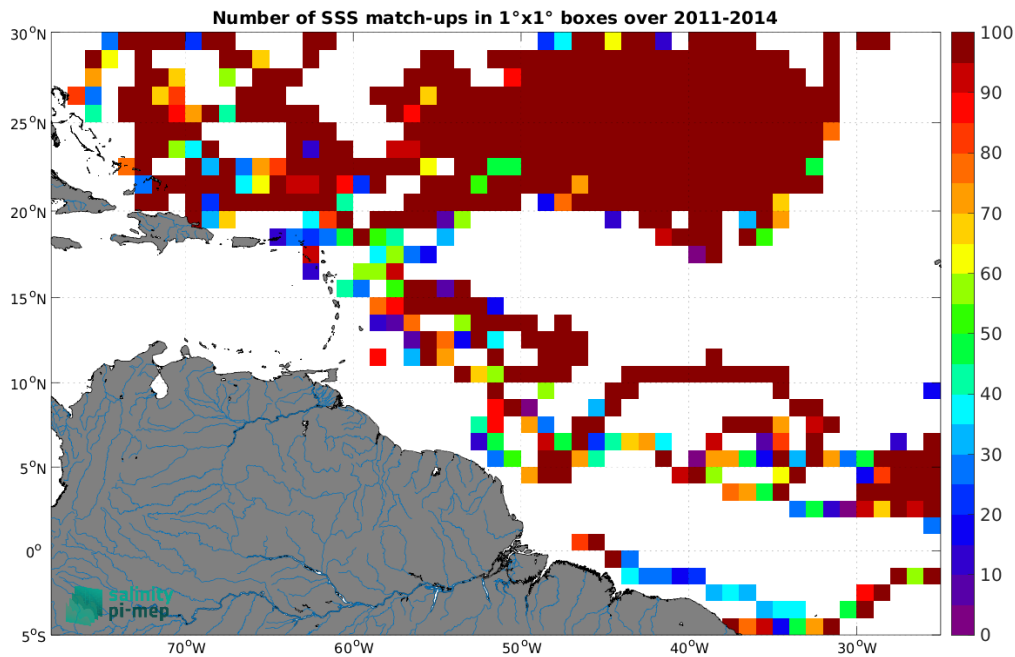 Number of SSS match-ups in 1°x1° boxes over 2011-2014
30°N
25°N
20°N
15°N
10°N
5°N
0°
5°S
70°W
60°W
50°W
40°W
30°W
100
90
80
70
60
50
40
30
20
10
0
salinity
pi-mep